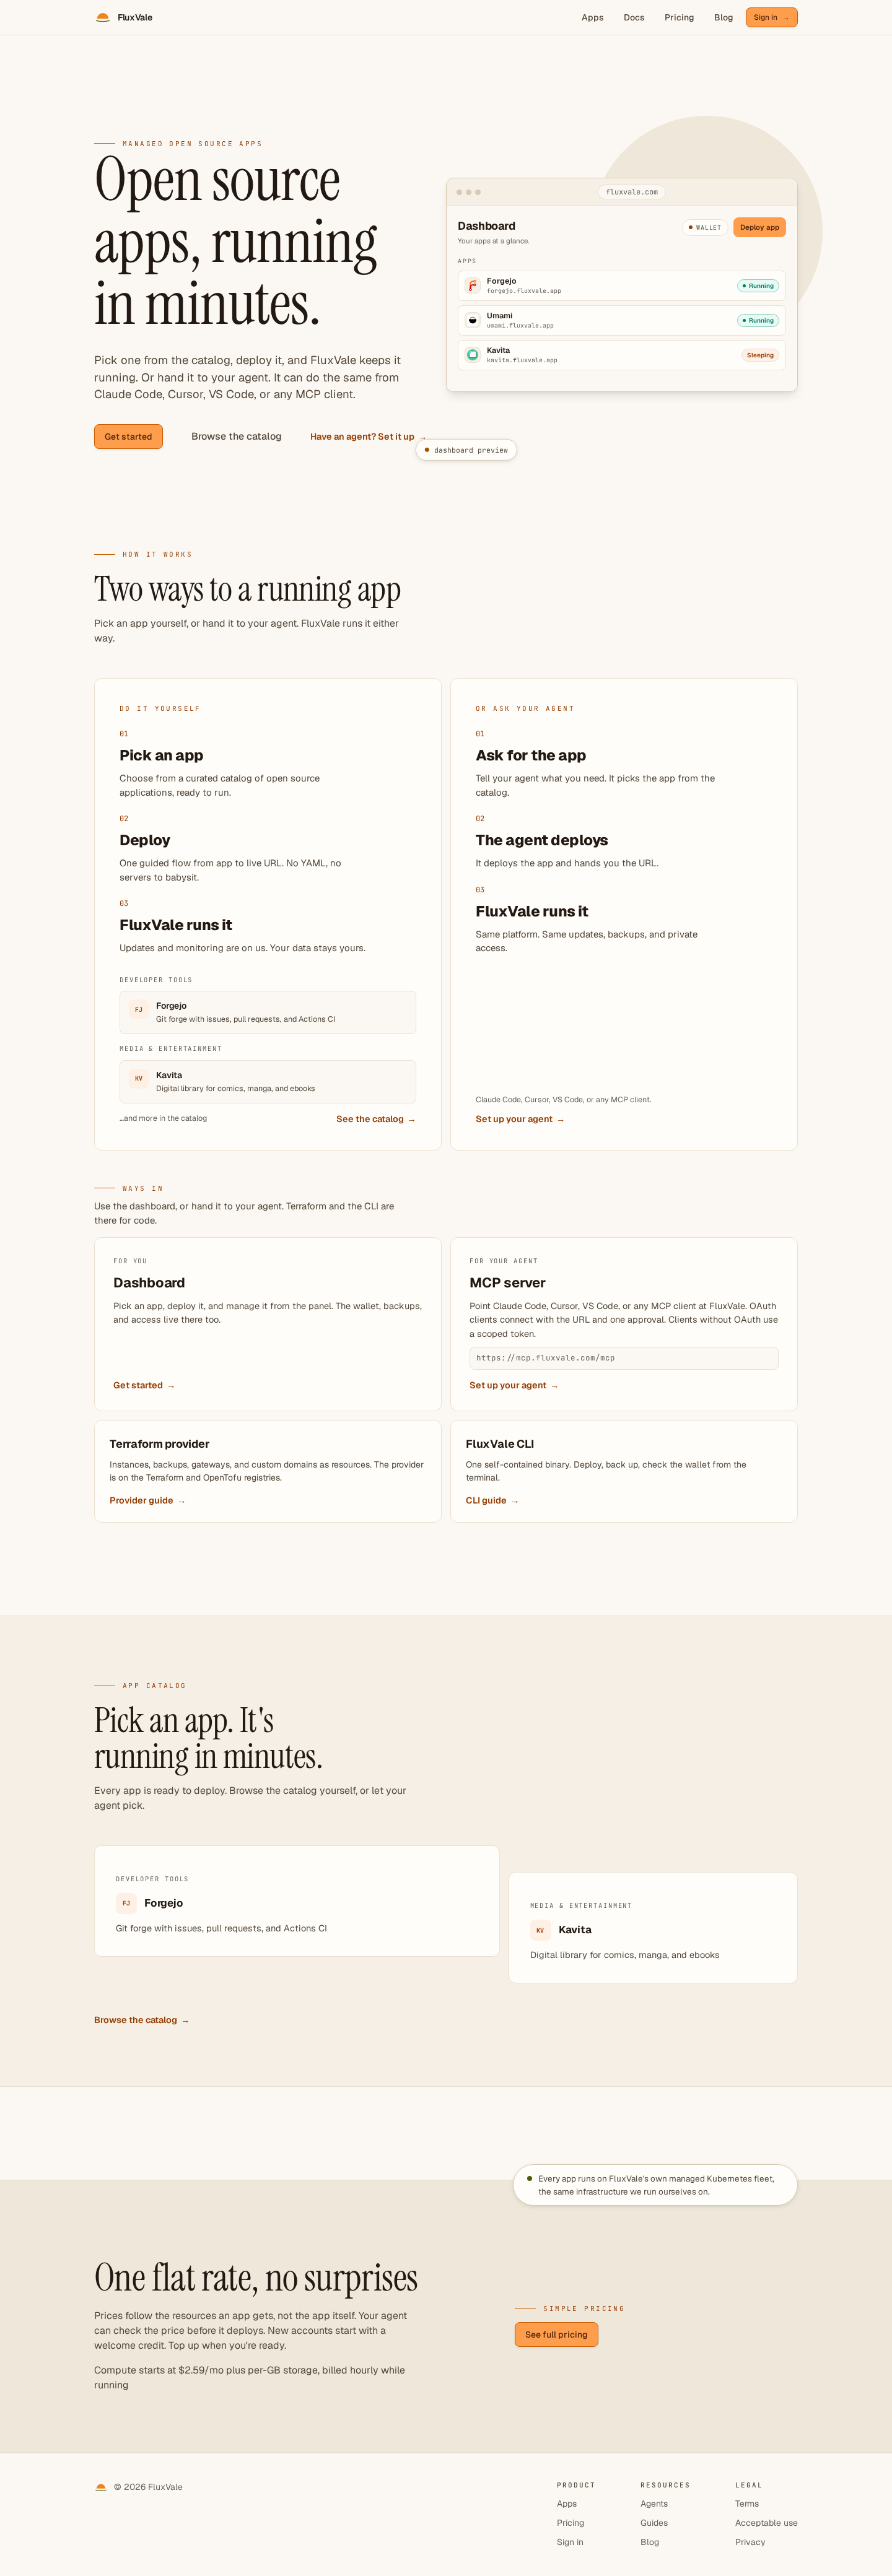 FluxVale
Apps
Docs
Pricing
Blog
Sign in →
MANAGED OPEN SOURCE APPS
Open source
apps, running
in minutes.
Pick one from the catalog, deploy it, and FluxVale keeps it
running. Or hand it to your agent. It can do the same from
Claude Code, Cursor, VS Code, or any MCP client.
Get started
Browse the catalog
Have an agent? Set it up →
fluxvale.com
Dashboard
Your apps at a glance.
WALLET
Deploy app
APPS
Forgejo
forgejo.fluxvale.app
Running
Umami
umami.fluxvale.app
Running
Kavita
kavita.fluxvale.app
Sleeping
dashboard preview
HOW IT WORKS
Two ways to a running app
Pick an app yourself, or hand it to your agent. FluxVale runs it either
way.
DO IT YOURSELF
01
Pick an app
Choose from a curated catalog of open source
applications, ready to run.
02
Deploy
One guided flow from app to live URL. No YAML, no
servers to babysit.
03
FluxVale runs it
Updates and monitoring are on us. Your data stays yours.
DEVELOPER TOOLS
FJ
Forgejo
Git forge with issues, pull requests, and Actions CI
MEDIA & ENTERTAINMENT
KV
Kavita
Digital library for comics, manga, and ebooks
…and more in the catalog
See the catalog →
OR ASK YOUR AGENT
01
Ask for the app
Tell your agent what you need. It picks the app from the
catalog.
02
The agent deploys
It deploys the app and hands you the URL.
03
FluxVale runs it
Same platform. Same updates, backups, and private
access.
Claude Code, Cursor, VS Code, or any MCP client.
Set up your agent →
WAYS IN
Use the dashboard, or hand it to your agent. Terraform and the CLI are
there for code.
FOR YOU
Dashboard
Pick an app, deploy it, and manage it from the panel. The wallet, backups,
and access live there too.
Get started →
FOR YOUR AGENT
MCP server
Point Claude Code, Cursor, VS Code, or any MCP client at FluxVale. OAuth
clients connect with the URL and one approval. Clients without OAuth use
a scoped token.
https://mcp.fluxvale.com/mcp
Set up your agent →
Terraform provider
Instances, backups, gateways, and custom domains as resources. The provider
is on the Terraform and OpenTofu registries.
Provider guide →
FluxVale CLI
One self-contained binary. Deploy, back up, check the wallet from the
terminal.
CLI guide →
APP CATALOG
Pick an app. It's
running in minutes.
Every app is ready to deploy. Browse the catalog yourself, or let your
agent pick.
DEVELOPER TOOLS
FJ
Forgejo
Git forge with issues, pull requests, and Actions CI
MEDIA & ENTERTAINMENT
KV
Kavita
Digital library for comics, manga, and ebooks
Browse the catalog →
Every app runs on FluxVale's own managed Kubernetes fleet,
the same infrastructure we run ourselves on.
One flat rate, no surprises
Prices follow the resources an app gets, not the app itself. Your agent
can check the price before it deploys. New accounts start with a
welcome credit. Top up when you're ready.
Compute starts at $2.59/mo plus per-GB storage, billed hourly while
running
SIMPLE PRICING
See full pricing
© 2026 FluxVale
PRODUCT
Apps
Pricing
Sign in
RESOURCES
Agents
Guides
Blog
LEGAL
Terms
Acceptable use
Privacy